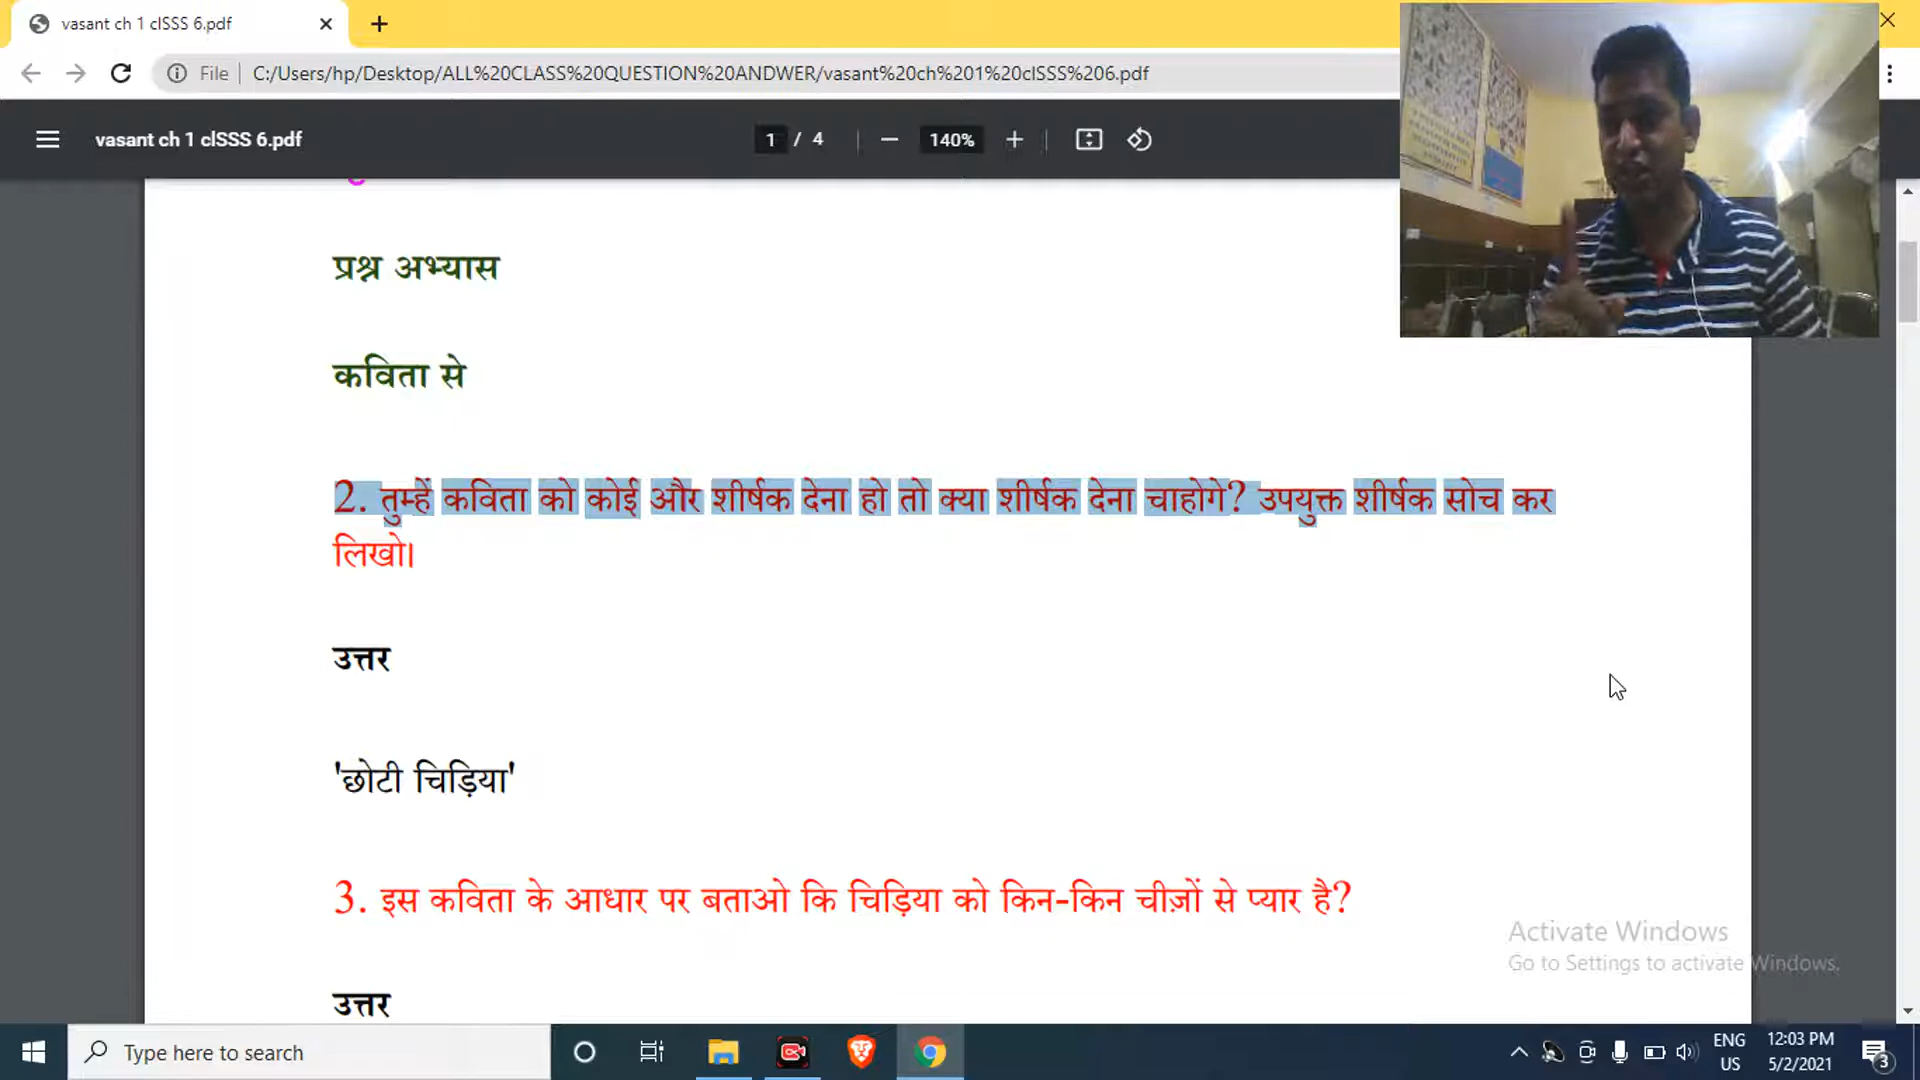 vasant ch 1 clSSS 6.pdf
File
C:/Users/hp/Desktop/ALL%20CLASS%20QUESTION%20ANDWER/vasant%20ch%201%20clSSS%206.pdf
vasant ch 1 clSSS 6.pdf
1 / 4
140%
प्रश्न अभ्यास
कविता से
2. तुम्हें कविता को कोई और शीर्षक देना हो तो क्या शीर्षक देना चाहोगे? उपयुक्त शीर्षक सोच कर
लिखो।
उत्तर
'छोटी चिड़िया'
3. इस कविता के आधार पर बताओ कि चिड़िया को किन-किन चीज़ों से प्यार है?
उत्तर
Activate Windows
Go to Settings to activate Windows.
Type here to search
ENG
US
12:03 PM
5/2/2021
3